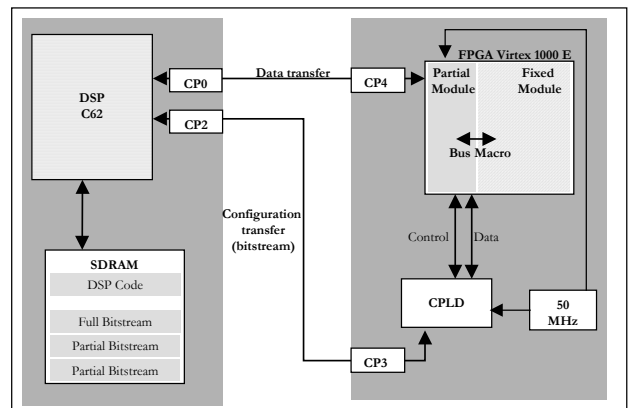 FPGA Virtex 1000 E
DSP
C62
CP0
Data transfer
CP4
Partial
Module
Fixed
Module
CP2
Bus Macro
Configuration
transfer
(bitstream)
Control
Data
SDRAM
DSP Code
Full Bitstream
Partial Bitstream
Partial Bitstream
CPLD
50
MHz
CP3